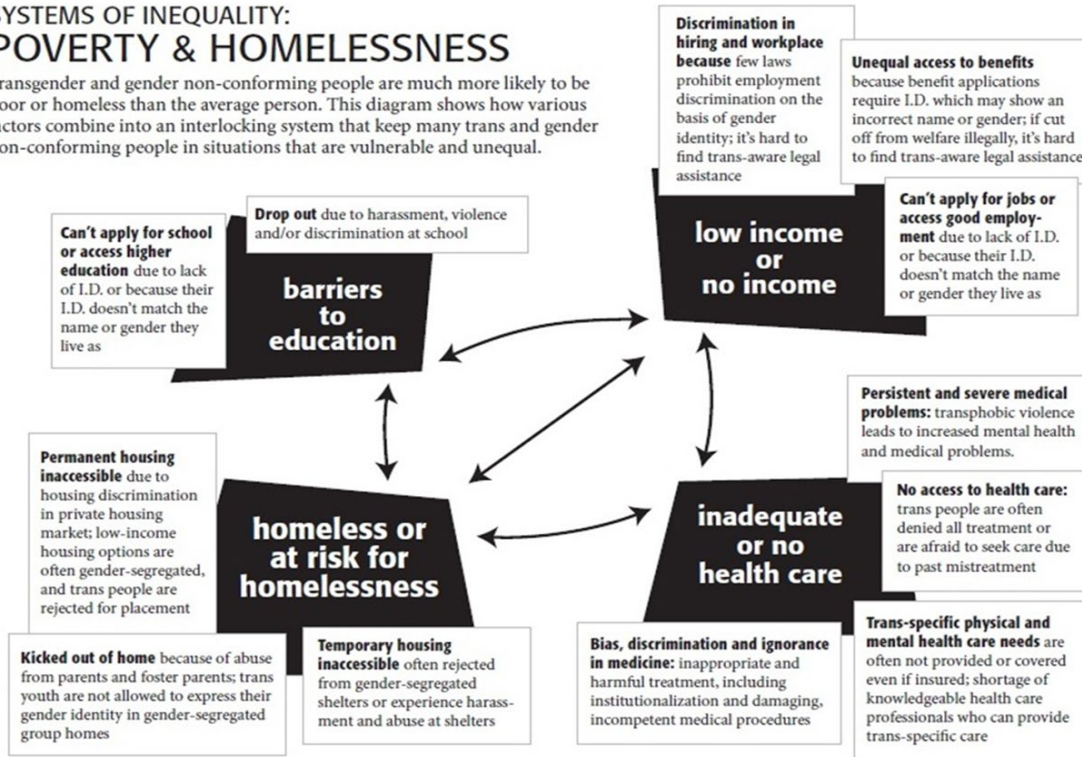 SYSTEMS OF INEQUALITY:
POVERTY & HOMELESSNESS
ransgender and gender non-conforming people are much more likely to be
oor or homeless than the average person. This diagram shows how various
ctors combine into an interlocking system that keep many trans and gender
on-conforming people in situations that are vulnerable and unequal.
Discrimination in
hiring and workplace
because few laws
prohibit employment
discrimination on the
basis of gender
identity; it's hard to
find trans-aware legal
assistance
Unequal access to benefits
because benefit applications
require I.D. which may show an
incorrect name or gender; if cut
off from welfare illegally, it's hard
to find trans-aware legal assistance
Can't apply for jobs or
access good employ-
ment due to lack of I.D.
or because their I.D.
doesn't match the name
or gender they live as
low income
or
no income
Can't apply for school
or access higher
education due to lack
of I.D. or because their
I.D. doesn't match the
name or gender they
live as
Drop out due to harassment, violence
and/or discrimination at school
barriers
to
education
Permanent housing
inaccessible due to
housing discrimination
in private housing
market; low-income
housing options are
often gender-segregated,
and trans people are
rejected for placement
homeless or
at risk for
homelessness
Kicked out of home because of abuse
from parents and foster parents; trans
youth are not allowed to express their
gender identity in gender-segregated
group homes
Temporary housing
inaccessible often rejected
from gender-segregated
shelters or experience harass-
ment and abuse at shelters
Persistent and severe medical
problems: transphobic violence
leads to increased mental health
and medical problems.
No access to health care:
trans people are often
denied all treatment or
are afraid to seek care due
to past mistreatment
inadequate
or no
health care
Bias, discrimination and ignorance
in medicine: inappropriate and
harmful treatment, including
institutionalization and damaging,
incompetent medical procedures
Trans-specific physical and
mental health care needs are
often not provided or covered
even if insured; shortage of
knowledgeable health care
professionals who can provide
trans-specific care